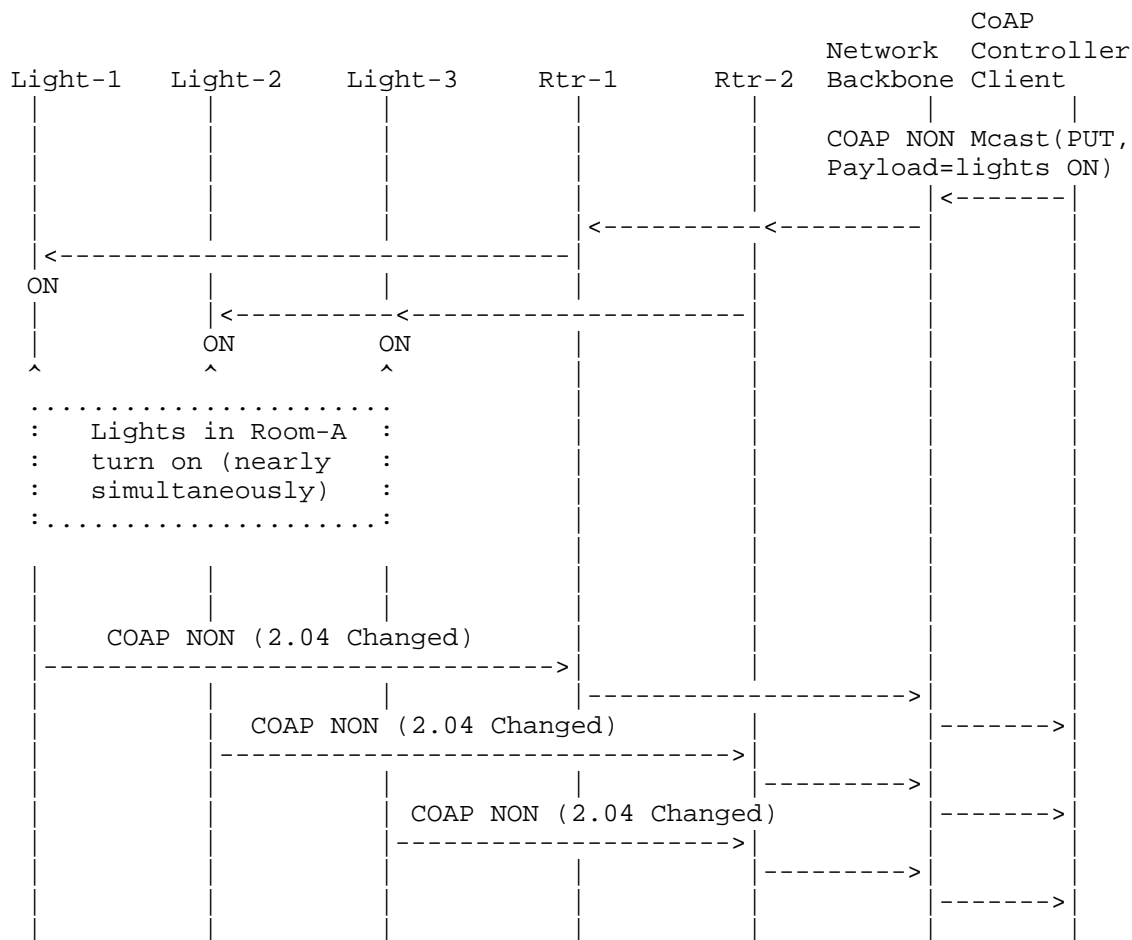 CoAP
Network Controller
Light-1 Light-2 Light-3 Rtr-1 Rtr-2 Backbone Client
COAP NON Mcast(PUT,
Payload=lights ON)
ON
ON ON
Lights in Room-A
turn on (nearly
simultaneously)
COAP NON (2.04 Changed)
COAP NON (2.04 Changed)
COAP NON (2.04 Changed)